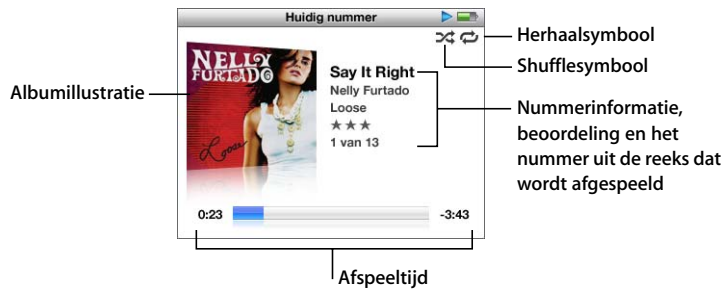 Huidig nummer
Herhaalsymbool
Shufflesymbool
Albumillustratie
NELLY
FURTADO
Loose
Say It Right
Nelly Furtado
Loose
★★★
1 van 13
Nummerinformatie,
beoordeling en het
nummer uit de reeks dat
wordt afgespeeld
0:23
-3:43
Afspeeltijd